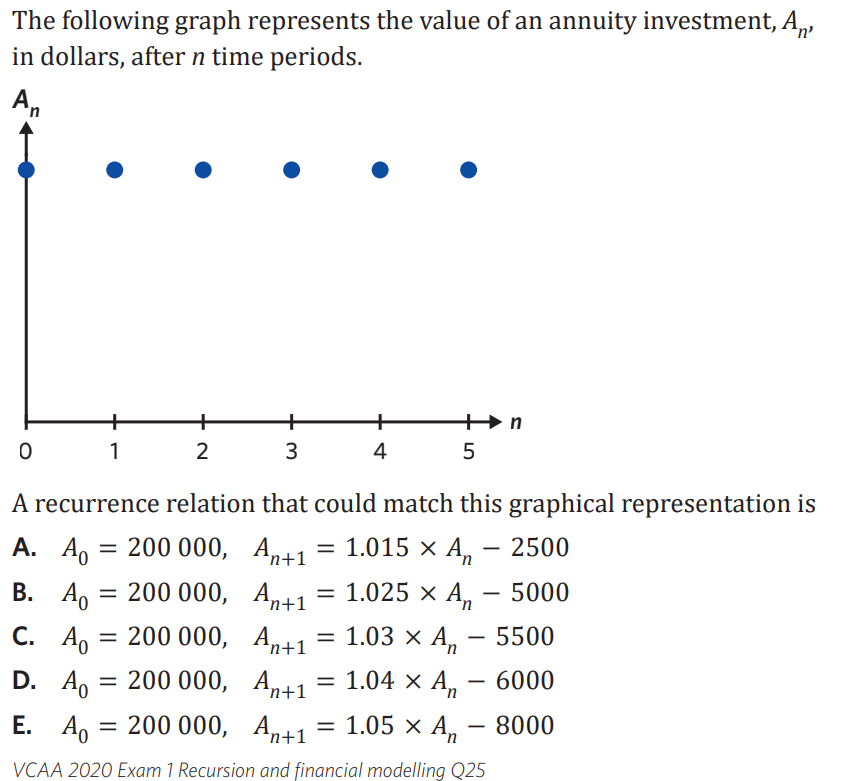 The following graph represents the value of an annuity investment, Aₙ,
in dollars, after n time periods.
Aₙ
n
0 1 2 3 4 5
A recurrence relation that could match this graphical representation is
A. A₀ = 200 000, Aₙ₊₁ = 1.015 × Aₙ − 2500
B. A₀ = 200 000, Aₙ₊₁ = 1.025 × Aₙ − 5000
C. A₀ = 200 000, Aₙ₊₁ = 1.03 × Aₙ − 5500
D. A₀ = 200 000, Aₙ₊₁ = 1.04 × Aₙ − 6000
E. A₀ = 200 000, Aₙ₊₁ = 1.05 × Aₙ − 8000
VCAA 2020 Exam 1 Recursion and financial modelling Q25